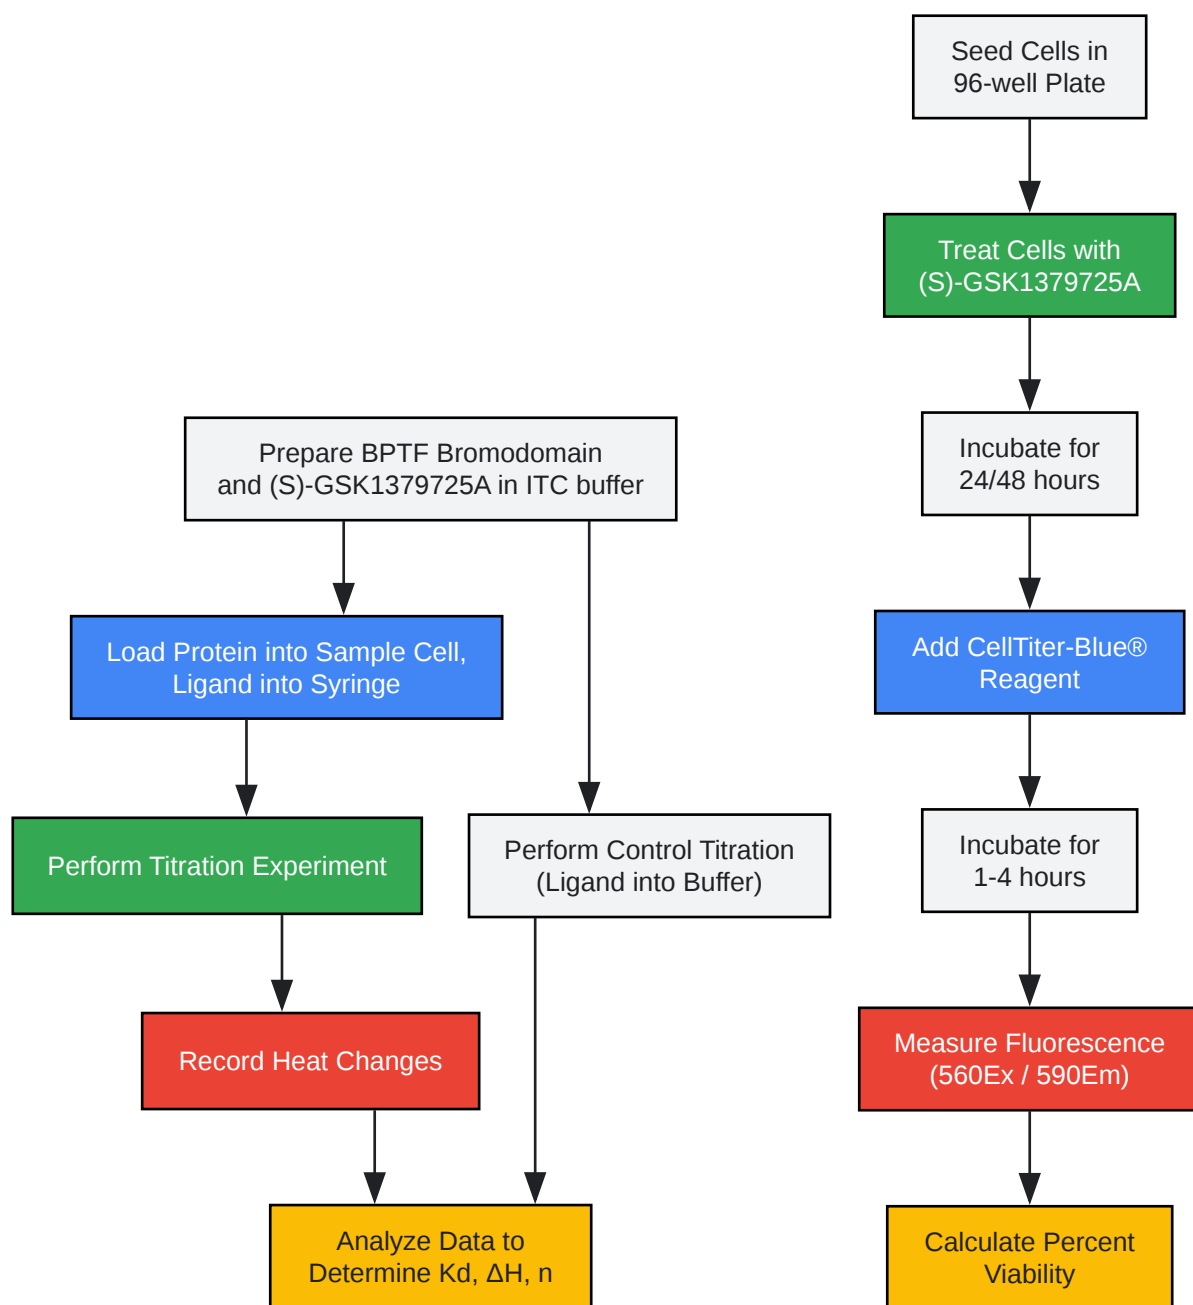 Seed Cells in
96-well Plate
Treat Cells with
(S)-GSK1379725A
Incubate for
24/48 hours
Add CellTiter-Blue®
Reagent
Incubate for
1-4 hours
Measure Fluorescence
(560Ex / 590Em)
Calculate Percent
Viability
Prepare BPTF Bromodomain
and (S)-GSK1379725A in ITC buffer
Load Protein into Sample Cell,
Ligand into Syringe
Perform Titration Experiment
Perform Control Titration
(Ligand into Buffer)
Record Heat Changes
Analyze Data to
Determine Kd, ΔH, n